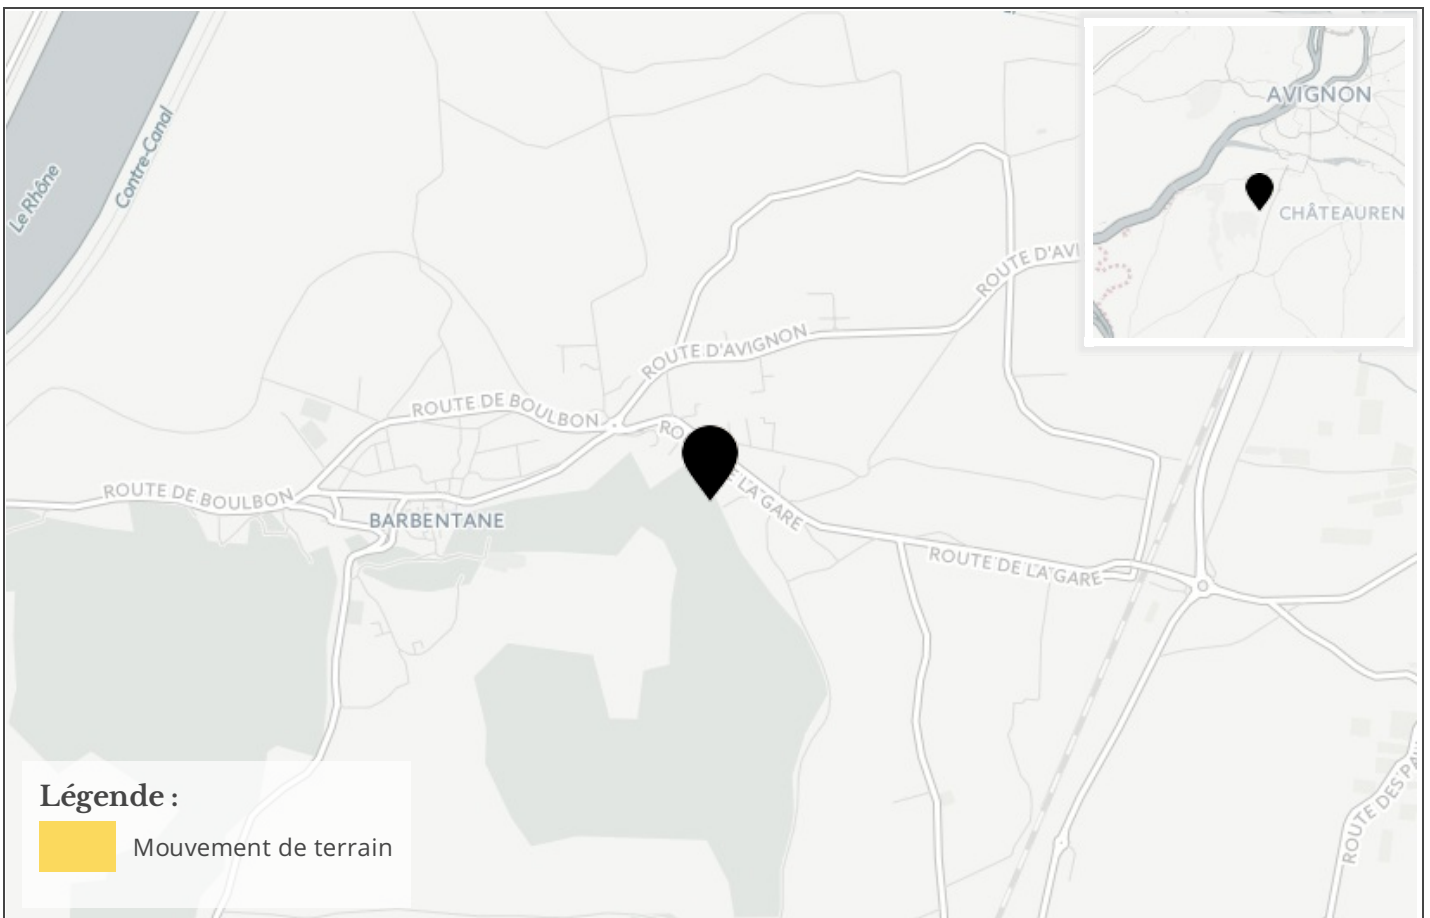 Le Rhône
Contre-Canal
AVIGNON
CHÂTEAUREN
ROUTE D'AVI
ROUTE D'AVIGNON
ROUTE DE BOULBON
RO
E LA GARE
ROUTE DE BOULBON
BARBENTANE
ROUTE DE LA GARE
ROUTE DES PA
Légende :
Mouvement de terrain